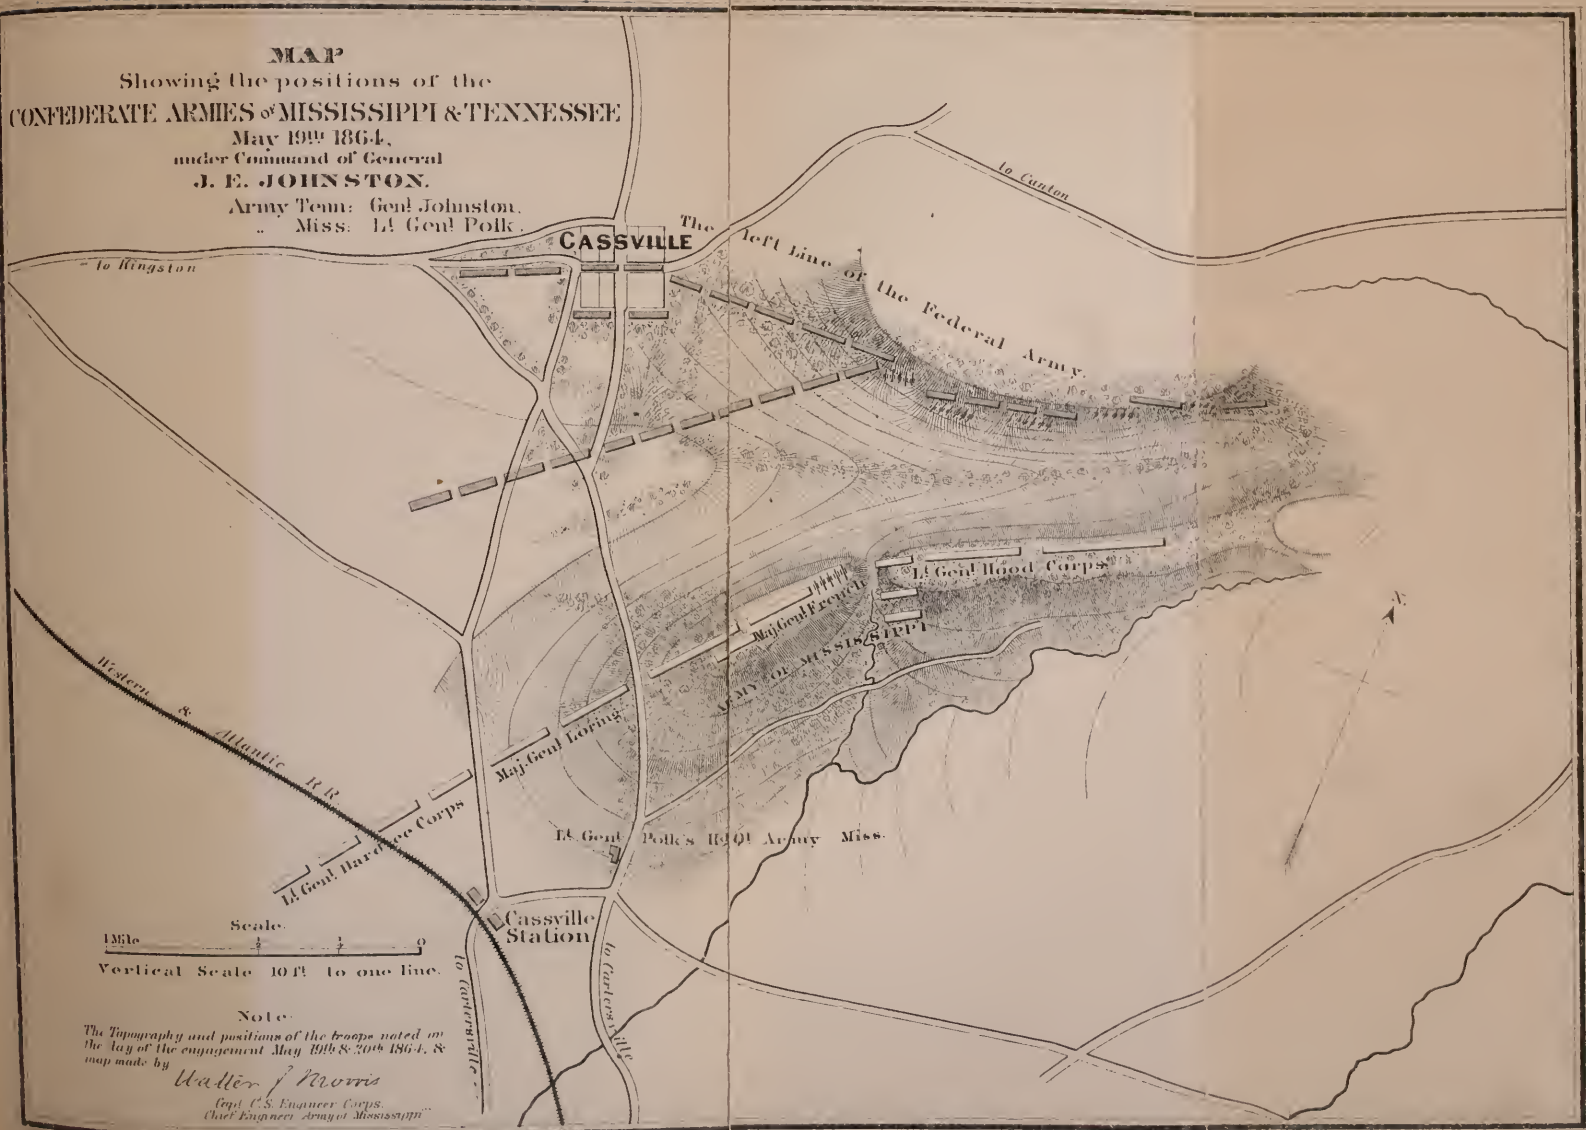 MAP
Showing the positions of the
CONFEDERATE ARMIES OF MISSISSIPPI & TENNESSEE
May 19th 1864,
under Command of General
J. E. JOHNSTON.
Army Tenn: Genl Johnston.
" Miss: Lt Genl Polk.
to Canton
CASSVILLE
The left Line of the Federal Army.
to Kingston
Lt Genl Hood Corps
Maj. Genl French
ARMY OF MISSISSIPPI
N.
Western & Atlantic R R.
Maj. Genl Loring
Lt Genl Hardee Corps
Lt Genl Polk's Hd Qt Army Miss.
Cassville
Station
Scale.
1 Mile 0
Vertical Scale 10 ft to one line.
to Cartersville
to Cartersville
Note
The Topography and positions of the troops noted on
the day of the engagement May 19th & 20th 1864, &
map made by
Walter J Morris
Capt C.S. Engineer Corps.
Chief Engineer Army of Mississippi